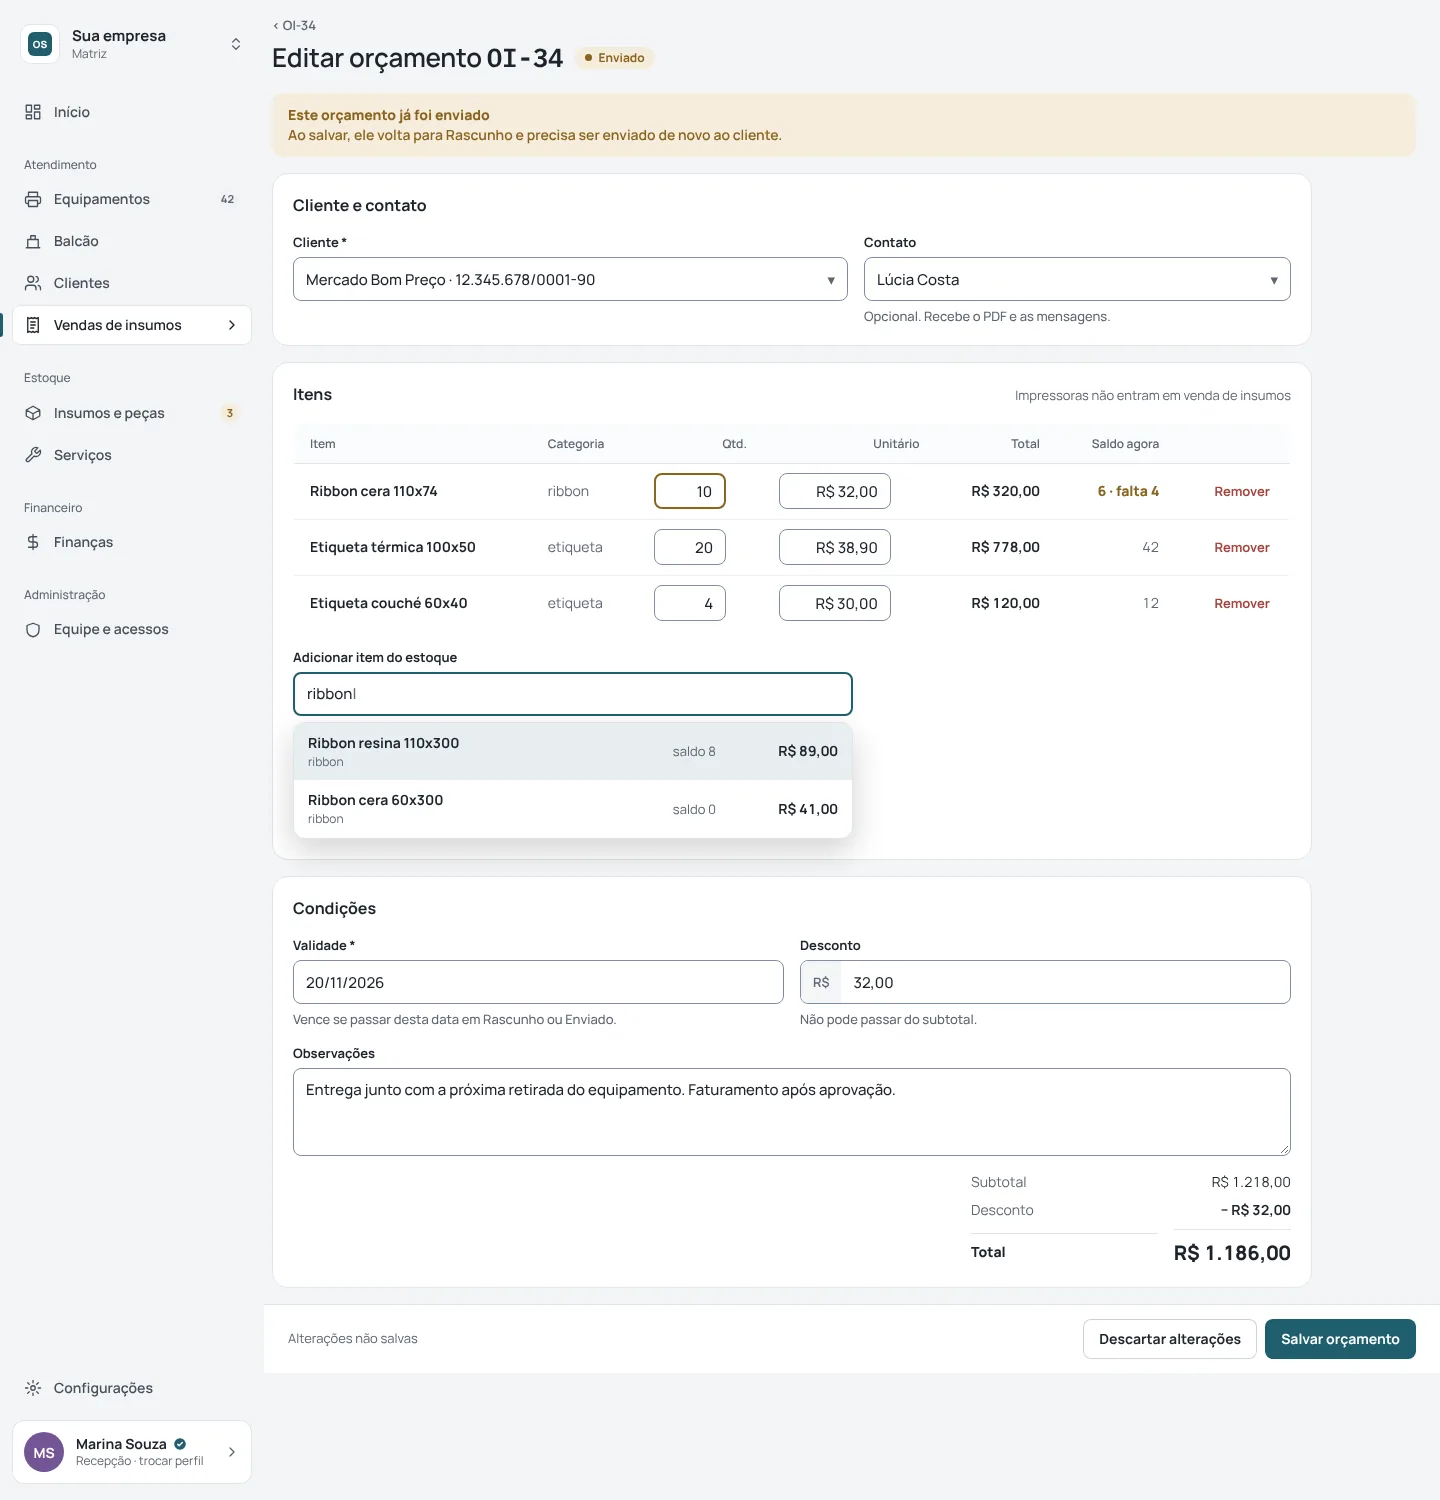 OS
Sua empresa
Matriz
Início
Atendimento
Equipamentos 42
Balcão
Clientes
Vendas de insumos
Estoque
Insumos e peças 3
Serviços
Financeiro
Finanças
Administração
Equipe e acessos
Configurações
MS
Marina Souza
Recepção · trocar perfil
‹ OI-34
Editar orçamento OI-34 Enviado
Este orçamento já foi enviado
Ao salvar, ele volta para Rascunho e precisa ser enviado de novo ao cliente.
Cliente e contato
Cliente * Contato
Mercado Bom Preço · 12.345.678/0001-90 ▾ Lúcia Costa ▾
Opcional. Recebe o PDF e as mensagens.
Itens Impressoras não entram em venda de insumos
Item Categoria Qtd. Unitário Total Saldo agora
Ribbon cera 110x74 ribbon 10 R$ 32,00 R$ 320,00 6 · falta 4 Remover
Etiqueta térmica 100x50 etiqueta 20 R$ 38,90 R$ 778,00 42 Remover
Etiqueta couché 60x40 etiqueta 4 R$ 30,00 R$ 120,00 12 Remover
Adicionar item do estoque
ribbon
Ribbon resina 110x300 saldo 8 R$ 89,00
ribbon
Ribbon cera 60x300 saldo 0 R$ 41,00
ribbon
Condições
Validade * Desconto
20/11/2026 R$ 32,00
Vence se passar desta data em Rascunho ou Enviado. Não pode passar do subtotal.
Observações
Entrega junto com a próxima retirada do equipamento. Faturamento após aprovação.
Subtotal R$ 1.218,00
Desconto − R$ 32,00
Total R$ 1.186,00
Alterações não salvas Descartar alterações Salvar orçamento